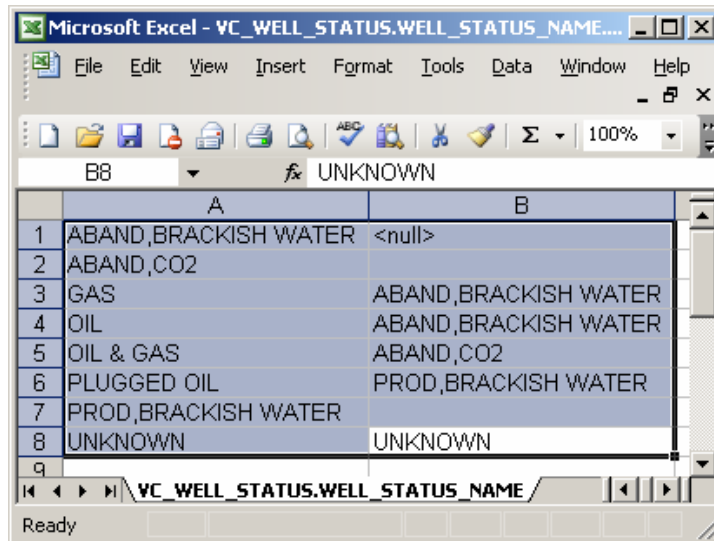 Microsoft Excel - VC_WELL_STATUS.WELL_STATUS_NAME....
File Edit View Insert Format Tools Data Window Help
ABC Σ 100%
B8 fx UNKNOWN
A B
1 ABAND,BRACKISH WATER <null>
2 ABAND,CO2
3 GAS ABAND,BRACKISH WATER
4 OIL ABAND,BRACKISH WATER
5 OIL & GAS ABAND,CO2
6 PLUGGED OIL PROD,BRACKISH WATER
7 PROD,BRACKISH WATER
8 UNKNOWN UNKNOWN
9
VC_WELL_STATUS.WELL_STATUS_NAME
Ready